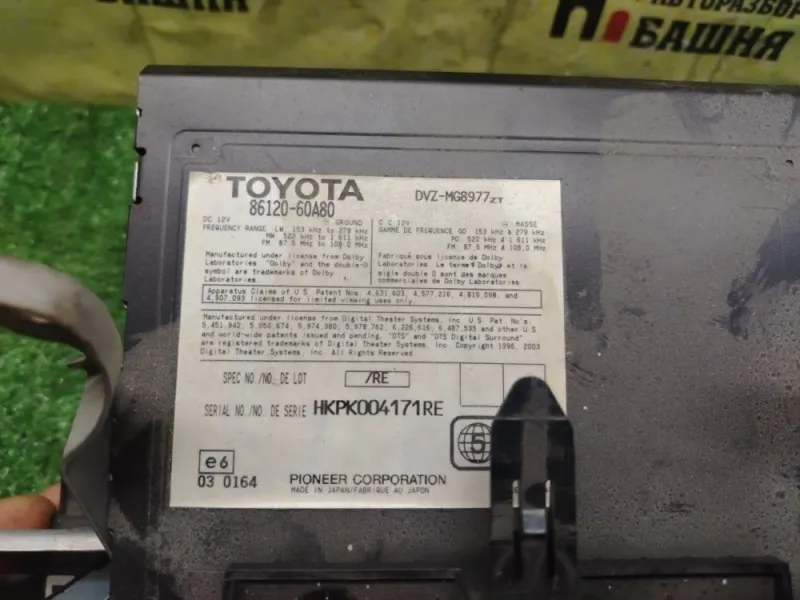 БАШНЯ
АВТОРАЗБОР
БАШНЯ
TOYOTA
86120-60A80
DVZ-MG8977ZT
DC 12V ⊖ GROUND
FREQUENCY RANGE LW 153 kHz to 279 kHz
MW 522 kHz to 1 611 kHz
FM 87.5 MHz to 108.0 MHz
C.C. 12V ⊖ MASSE
GAMME DE FREQUENCE GO 153 kHz à 279 kHz
PO 522 kHz à 1 611 kHz
FM 87.5 MHz à 108.0 MHz
Manufactured under license from Dolby
Laboratories. "Dolby" and the double-D
symbol are trademarks of Dolby
Laboratories.
Fabriqué sous licence de Dolby
Laboratories. Le terme "Dolby" et le
sigle double D sont des marques
commerciales de Dolby Laboratories.
Apparatus Claims of U.S. Patent Nos. 4,631,603, 4,577,216, 4,819,098, and
4,907,093 licensed for limited viewing uses only.
Manufactured under license from Digital Theater Systems, Inc. U.S. Pat. No's.
5,451,942, 5,956,674, 5,974,380, 5,978,762, 6,226,616, 6,487,535 and other U.S.
and world-wide patents issued and pending. "DTS" and "DTS Digital Surround"
are registered trademarks of Digital Theater Systems, Inc. Copyright 1996, 2003
Digital Theater Systems, Inc. All Rights Reserved.
SPEC NO./NO. DE LOT /RE
SERIAL NO./NO. DE SERIE HKPK004171RE
5
e6
03 0164
PIONEER CORPORATION
MADE IN JAPAN/FABRIQUE AU JAPON